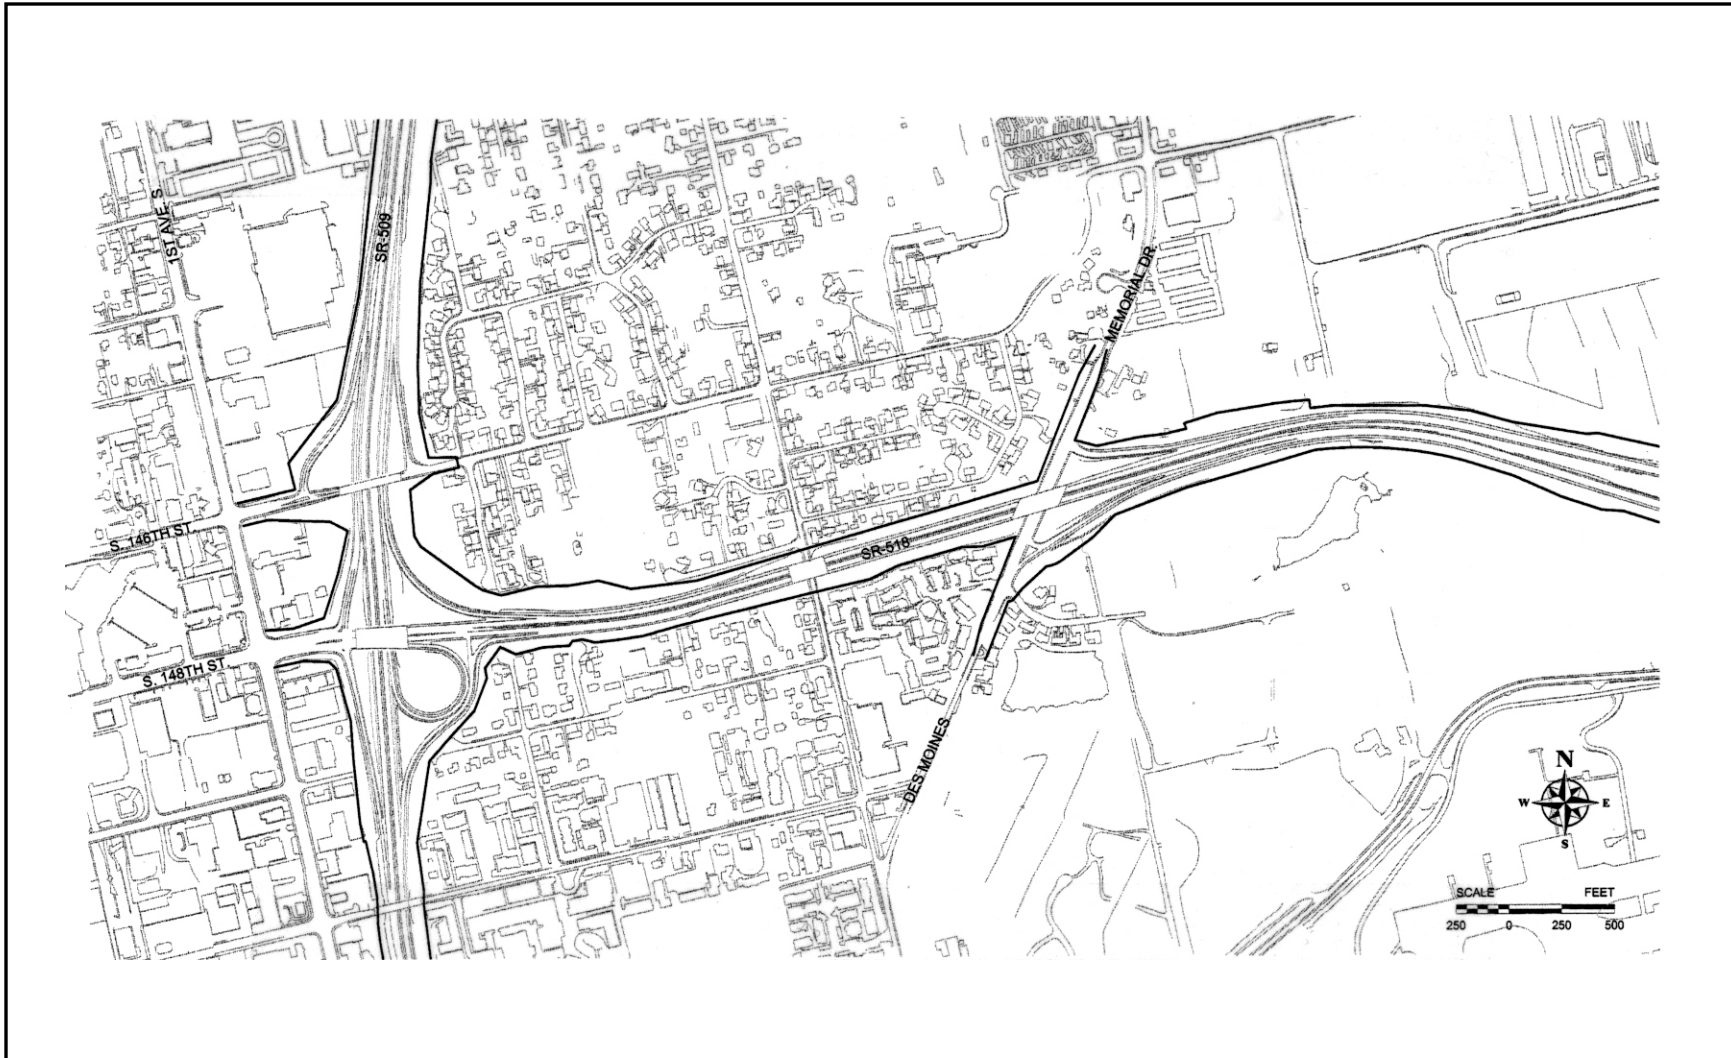 1ST AVE. S
SR-509
MEMORIAL DR.
S. 146TH ST.
SR-518
S. 148TH ST
DES MOINES
N
W E
S
SCALE FEET
250 0 250 500